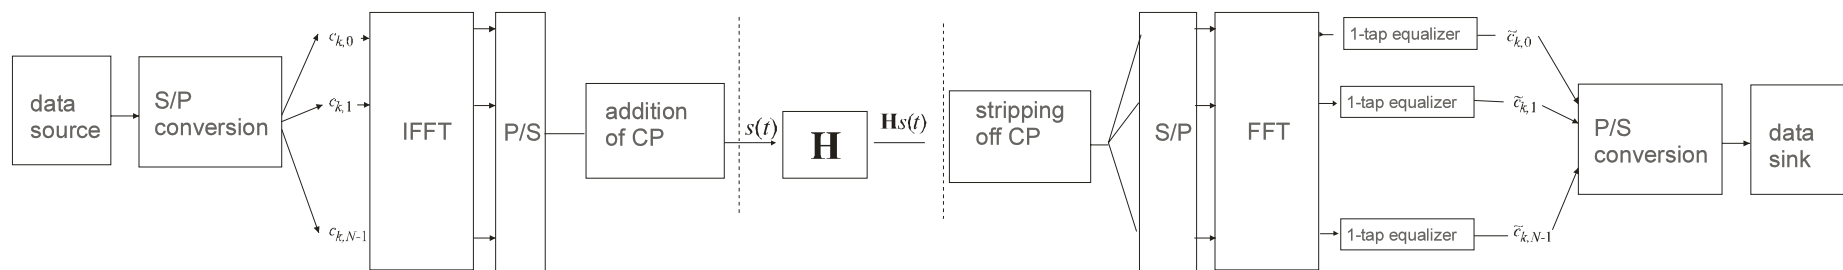 data
source
S/P
conversion
c_{k,0}
c_{k,1}
c_{k,N-1}
IFFT
P/S
addition
of CP
s(t)
H
Hs(t)
stripping
off CP
S/P
FFT
1-tap equalizer
1-tap equalizer
1-tap equalizer
c̃_{k,0}
c̃_{k,1}
c̃_{k,N-1}
P/S
conversion
data
sink